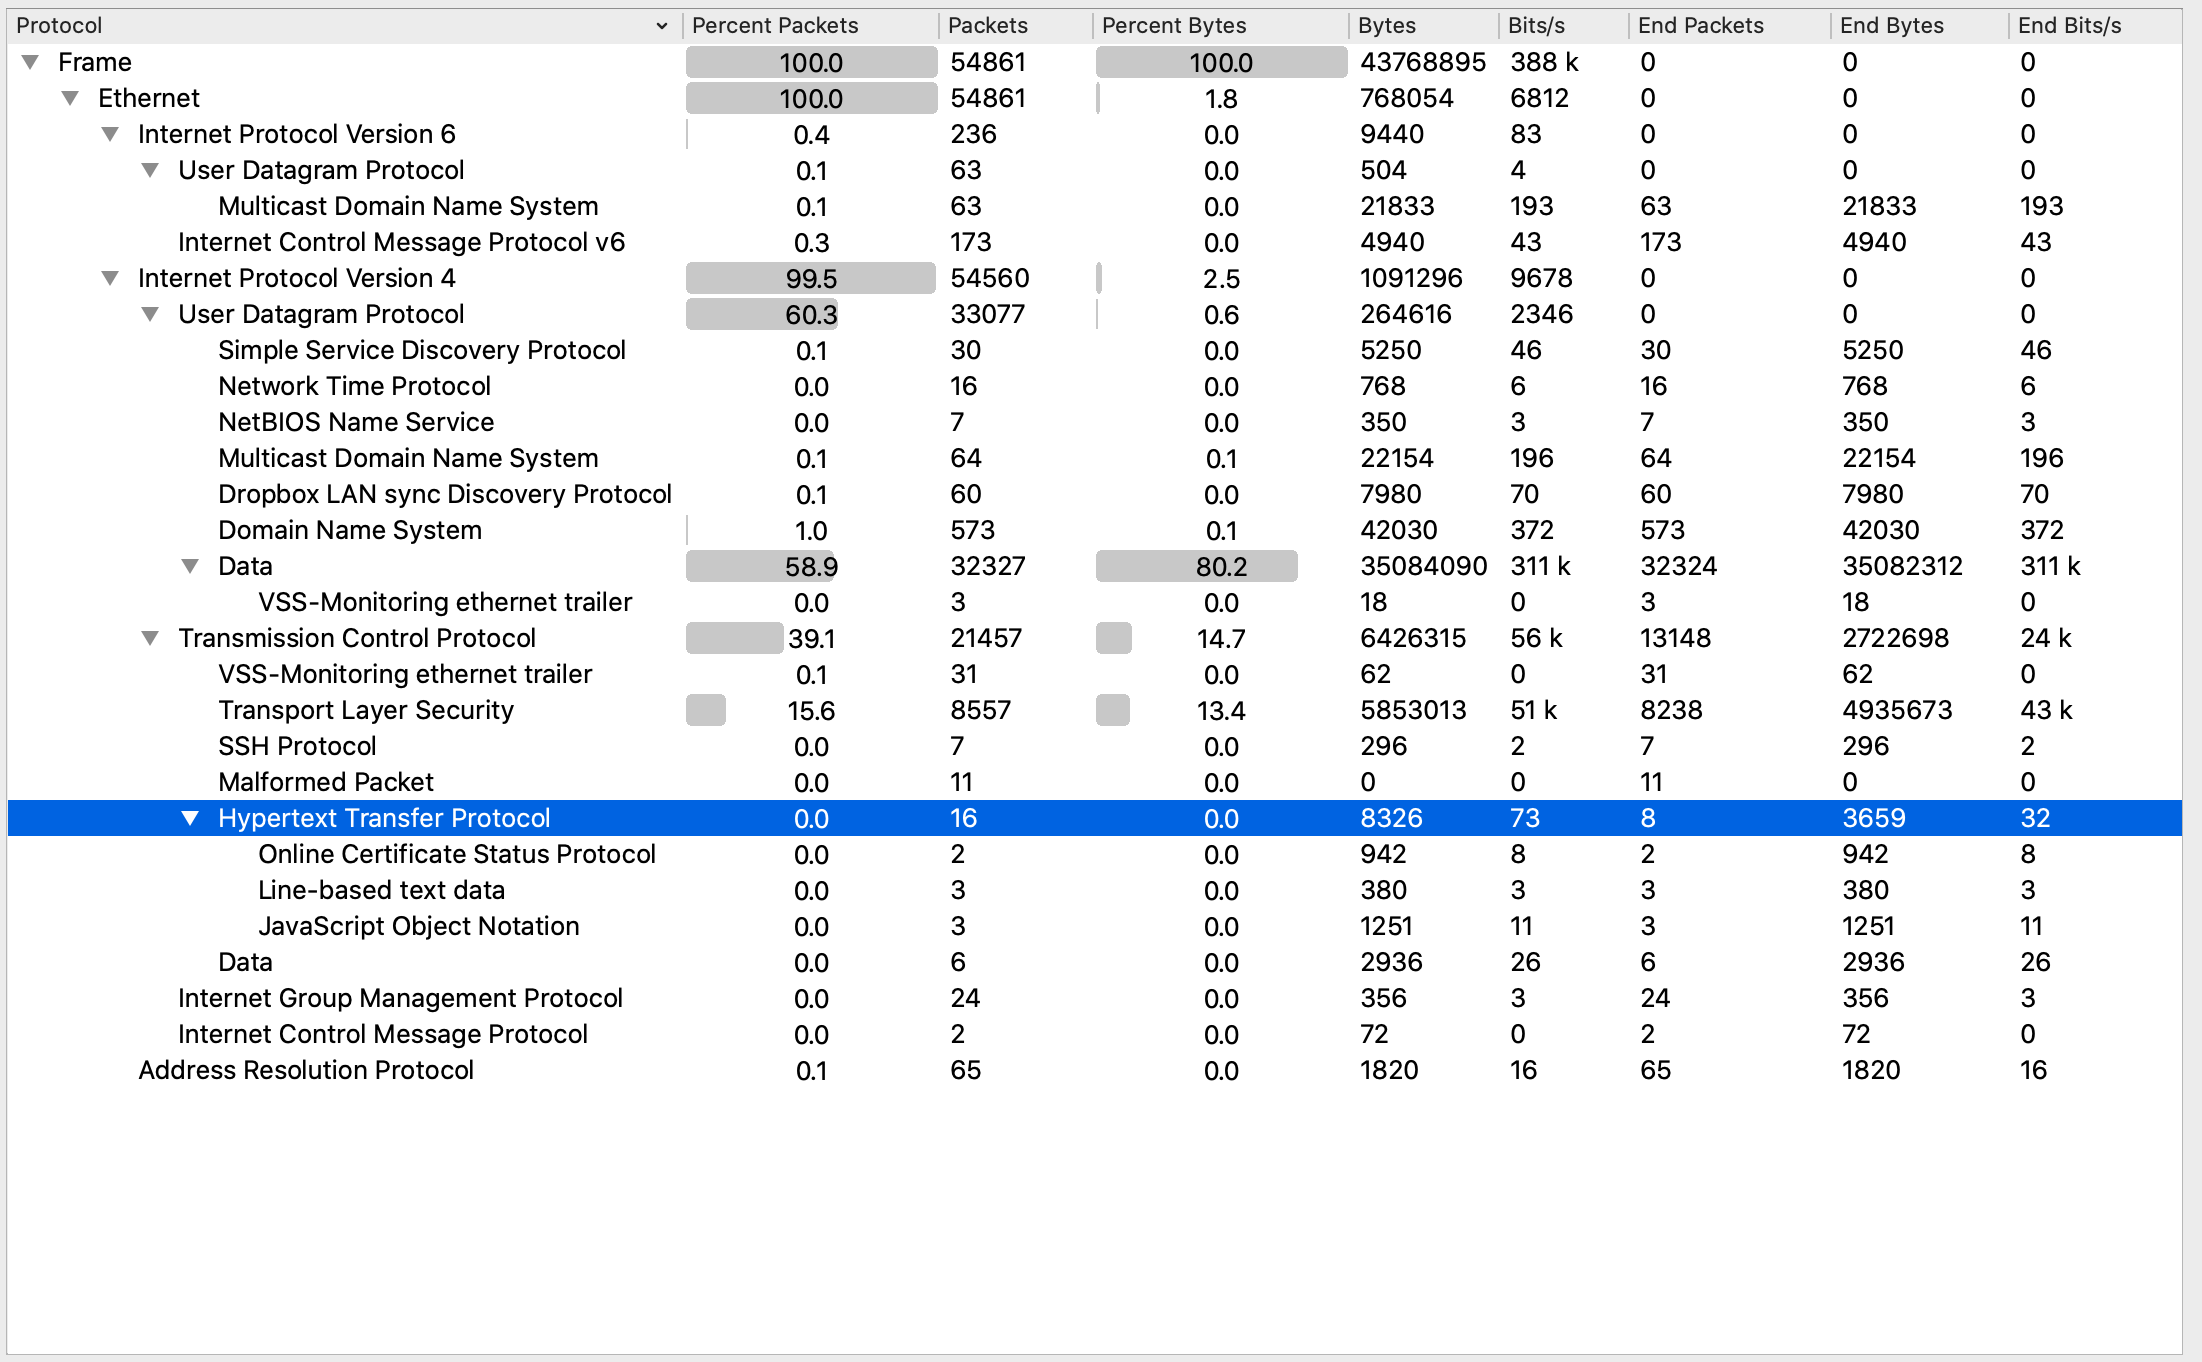 Protocol Percent Packets Packets Percent Bytes Bytes Bits/s End Packets End Bytes End Bits/s
Frame 100.0 54861 100.0 43768895 388 k 0 0 0
Ethernet 100.0 54861 1.8 768054 6812 0 0 0
Internet Protocol Version 6 0.4 236 0.0 9440 83 0 0 0
User Datagram Protocol 0.1 63 0.0 504 4 0 0 0
Multicast Domain Name System 0.1 63 0.0 21833 193 63 21833 193
Internet Control Message Protocol v6 0.3 173 0.0 4940 43 173 4940 43
Internet Protocol Version 4 99.5 54560 2.5 1091296 9678 0 0 0
User Datagram Protocol 60.3 33077 0.6 264616 2346 0 0 0
Simple Service Discovery Protocol 0.1 30 0.0 5250 46 30 5250 46
Network Time Protocol 0.0 16 0.0 768 6 16 768 6
NetBIOS Name Service 0.0 7 0.0 350 3 7 350 3
Multicast Domain Name System 0.1 64 0.1 22154 196 64 22154 196
Dropbox LAN sync Discovery Protocol 0.1 60 0.0 7980 70 60 7980 70
Domain Name System 1.0 573 0.1 42030 372 573 42030 372
Data 58.9 32327 80.2 35084090 311 k 32324 35082312 311 k
VSS-Monitoring ethernet trailer 0.0 3 0.0 18 0 3 18 0
Transmission Control Protocol 39.1 21457 14.7 6426315 56 k 13148 2722698 24 k
VSS-Monitoring ethernet trailer 0.1 31 0.0 62 0 31 62 0
Transport Layer Security 15.6 8557 13.4 5853013 51 k 8238 4935673 43 k
SSH Protocol 0.0 7 0.0 296 2 7 296 2
Malformed Packet 0.0 11 0.0 0 0 11 0 0
Hypertext Transfer Protocol 0.0 16 0.0 8326 73 8 3659 32
Online Certificate Status Protocol 0.0 2 0.0 942 8 2 942 8
Line-based text data 0.0 3 0.0 380 3 3 380 3
JavaScript Object Notation 0.0 3 0.0 1251 11 3 1251 11
Data 0.0 6 0.0 2936 26 6 2936 26
Internet Group Management Protocol 0.0 24 0.0 356 3 24 356 3
Internet Control Message Protocol 0.0 2 0.0 72 0 2 72 0
Address Resolution Protocol 0.1 65 0.0 1820 16 65 1820 16